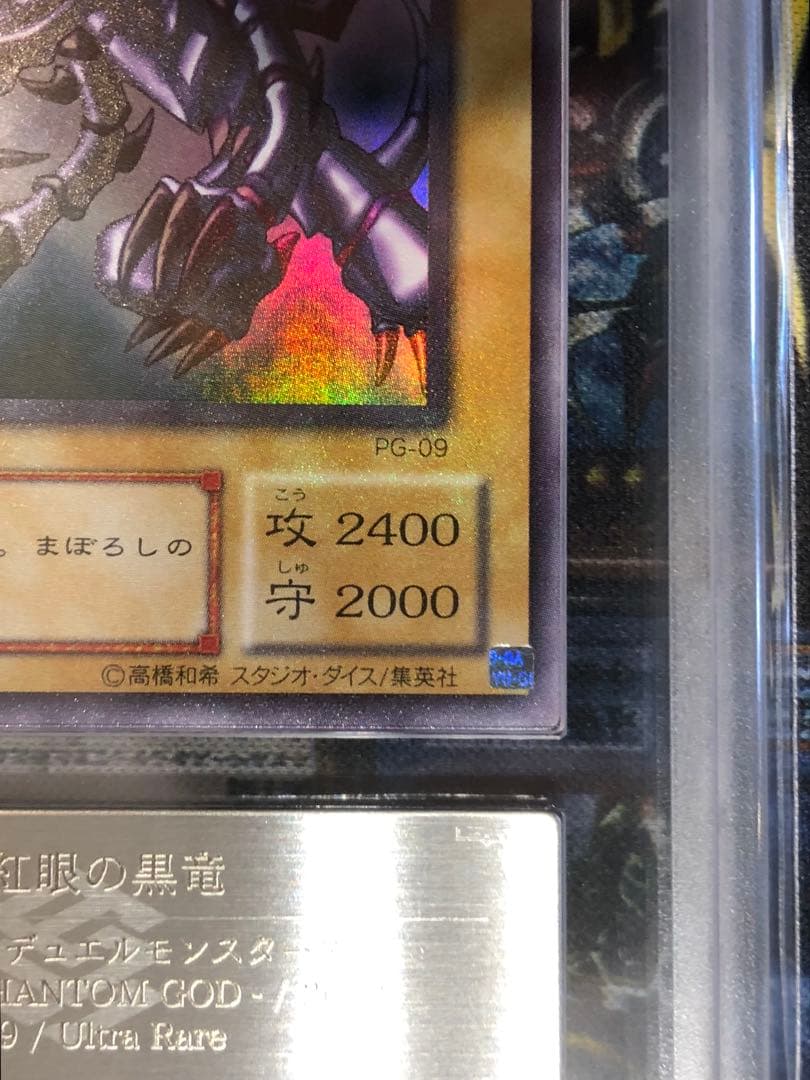 PG-09
こう
攻 2400
しゅ
守 2000
。まぼろしの
©高橋和希 スタジオ・ダイス/集英社
紅眼の黒竜
デュエルモンスター
HANTOM GOD - /
9 / Ultra Rare